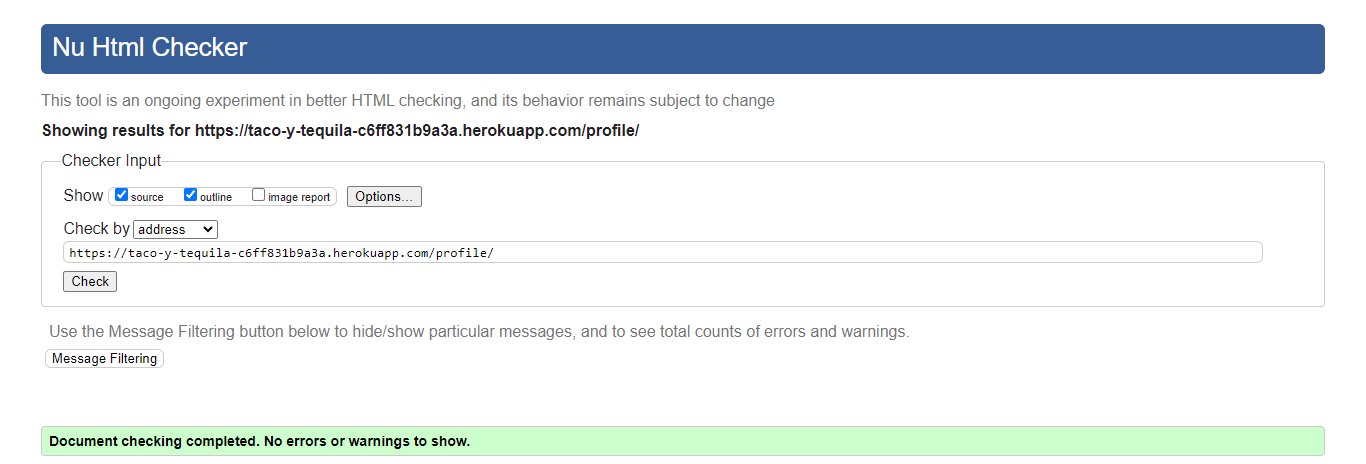 Nu Html Checker
This tool is an ongoing experiment in better HTML checking, and its behavior remains subject to change
Showing results for https://taco-y-tequila-c6ff831b9a3a.herokuapp.com/profile/
Checker Input
Show source outline image report Options...
Check by address
https://taco-y-tequila-c6ff831b9a3a.herokuapp.com/profile/
Check
Use the Message Filtering button below to hide/show particular messages, and to see total counts of errors and warnings.
Message Filtering
Document checking completed. No errors or warnings to show.